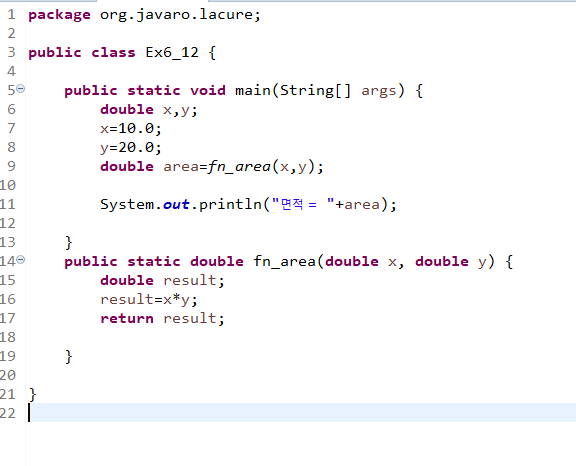 1 package org.javaro.lacure;
2
3 public class Ex6_12 {
4
5 public static void main(String[] args) {
6 double x,y;
7 x=10.0;
8 y=20.0;
9 double area=fn_area(x,y);
10
11 System.out.println("면적 = "+area);
12
13 }
14 public static double fn_area(double x, double y) {
15 double result;
16 result=x*y;
17 return result;
18
19 }
20
21 }
22